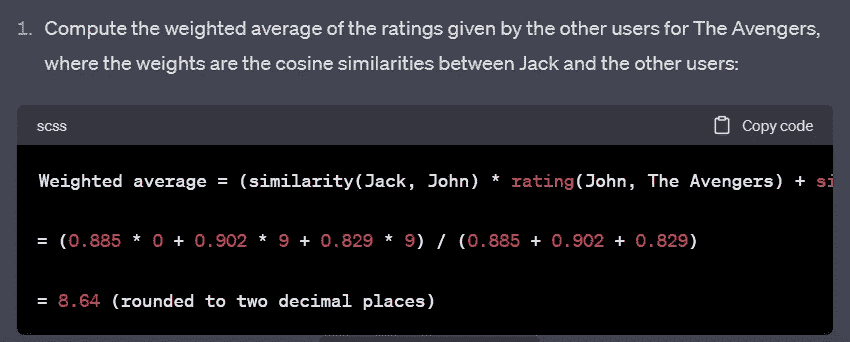 1. Compute the weighted average of the ratings given by the other users for The Avengers,
where the weights are the cosine similarities between Jack and the other users:
scss Copy code
Weighted average = (similarity(Jack, John) * rating(John, The Avengers) + si
= (0.885 * 0 + 0.902 * 9 + 0.829 * 9) / (0.885 + 0.902 + 0.829)
= 8.64 (rounded to two decimal places)